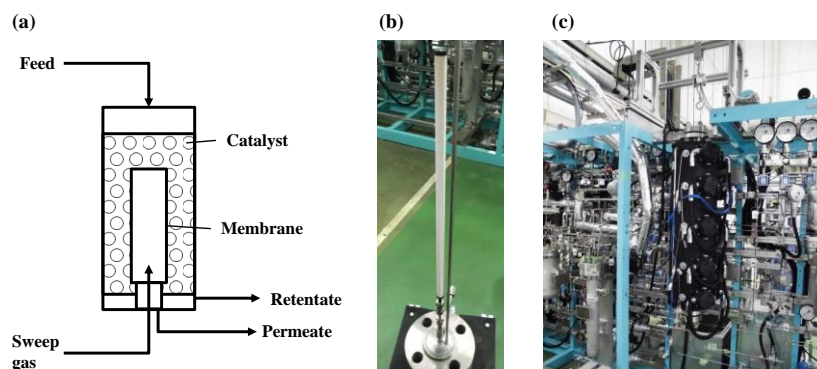 (a)
(b)
(c)
Feed
Catalyst
Membrane
Retentate
Permeate
Sweep
gas